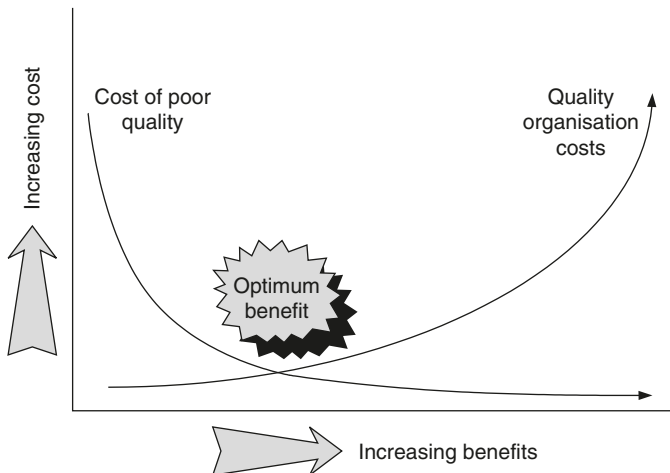 Increasing cost
Cost of poor
quality
Quality
organisation
costs
Optimum
benefit
Increasing benefits